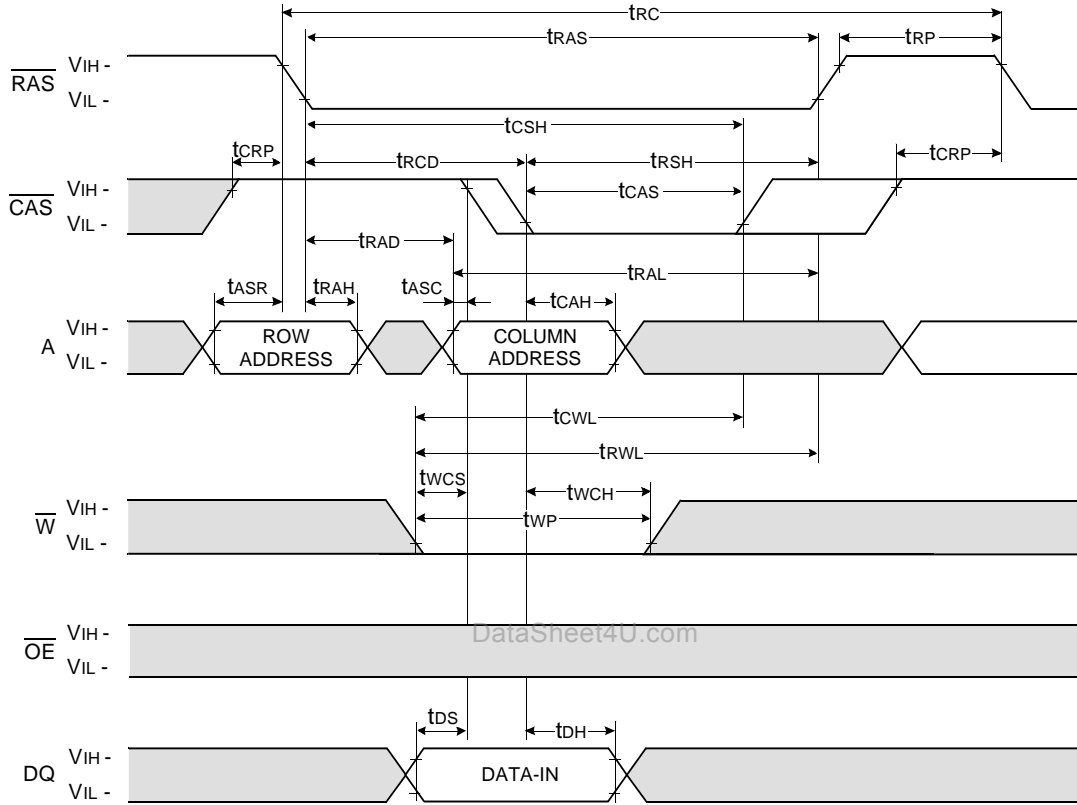 tRC
tRAS
tRP
RAS
VIH -
VIL -
tCSH
tCRP
tRCD
tRSH
tCRP
CAS
VIH -
VIL -
tCAS
tRAD
tRAL
tASR
tRAH
tASC
tCAH
A
VIH -
VIL -
ROW
ADDRESS
COLUMN
ADDRESS
tCWL
tRWL
tWCS
tWCH
W
VIH -
VIL -
tWP
OE
VIH -
VIL -
DataSheet4U.com
tDS
tDH
DQ
VIH -
VIL -
DATA-IN